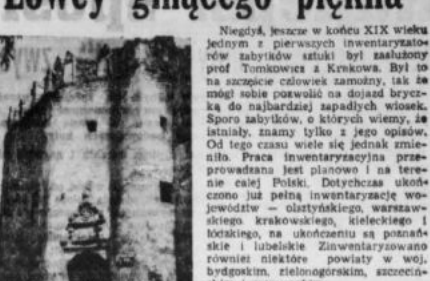 Łowcy ginącego piękna
Niegdyś, jeszcze w końcu XIX wieku
jednym z pierwszych inwentaryzato-
rów zabytków sztuki był zasłużony
prof Tomkowicz z Krakowa. Był to
na szczęście człowiek zamożny, tak że
mógł sobie pozwolić na dojazd brycz-
ką do najbardziej zapadłych wiosek.
Sporo zabytków, o których wiemy, że
istniały, znamy tylko z jego opisów.
Od tego czasu wiele się jednak zmie-
niło. Praca inwentaryzacyjna prze-
prowadzana jest planowo i na tere-
nie całej Polski. Dotychczas ukoń-
czono już pełną inwentaryzację wo-
jewództw — olsztyńskiego, warszaw-
skiego, krakowskiego, kieleckiego i
łódzkiego, na ukończeniu są poznań-
skie i lubelskie Zinwentaryzowano
również niektóre powiaty w woj.
bydgoskim, zielonogórskim, szczeciń-